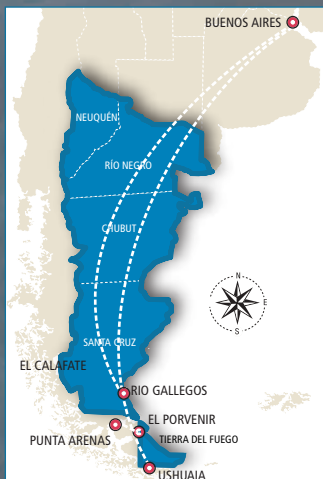 BUENOS AIRES
NEUQUÉN
RÍO NEGRO
CHUBUT
N
E
S
SANTA CRUZ
EL CALAFATE
RIO GALLEGOS
EL PORVENIR
PUNTA ARENAS
TIERRA DEL FUEGO
USHUAIA